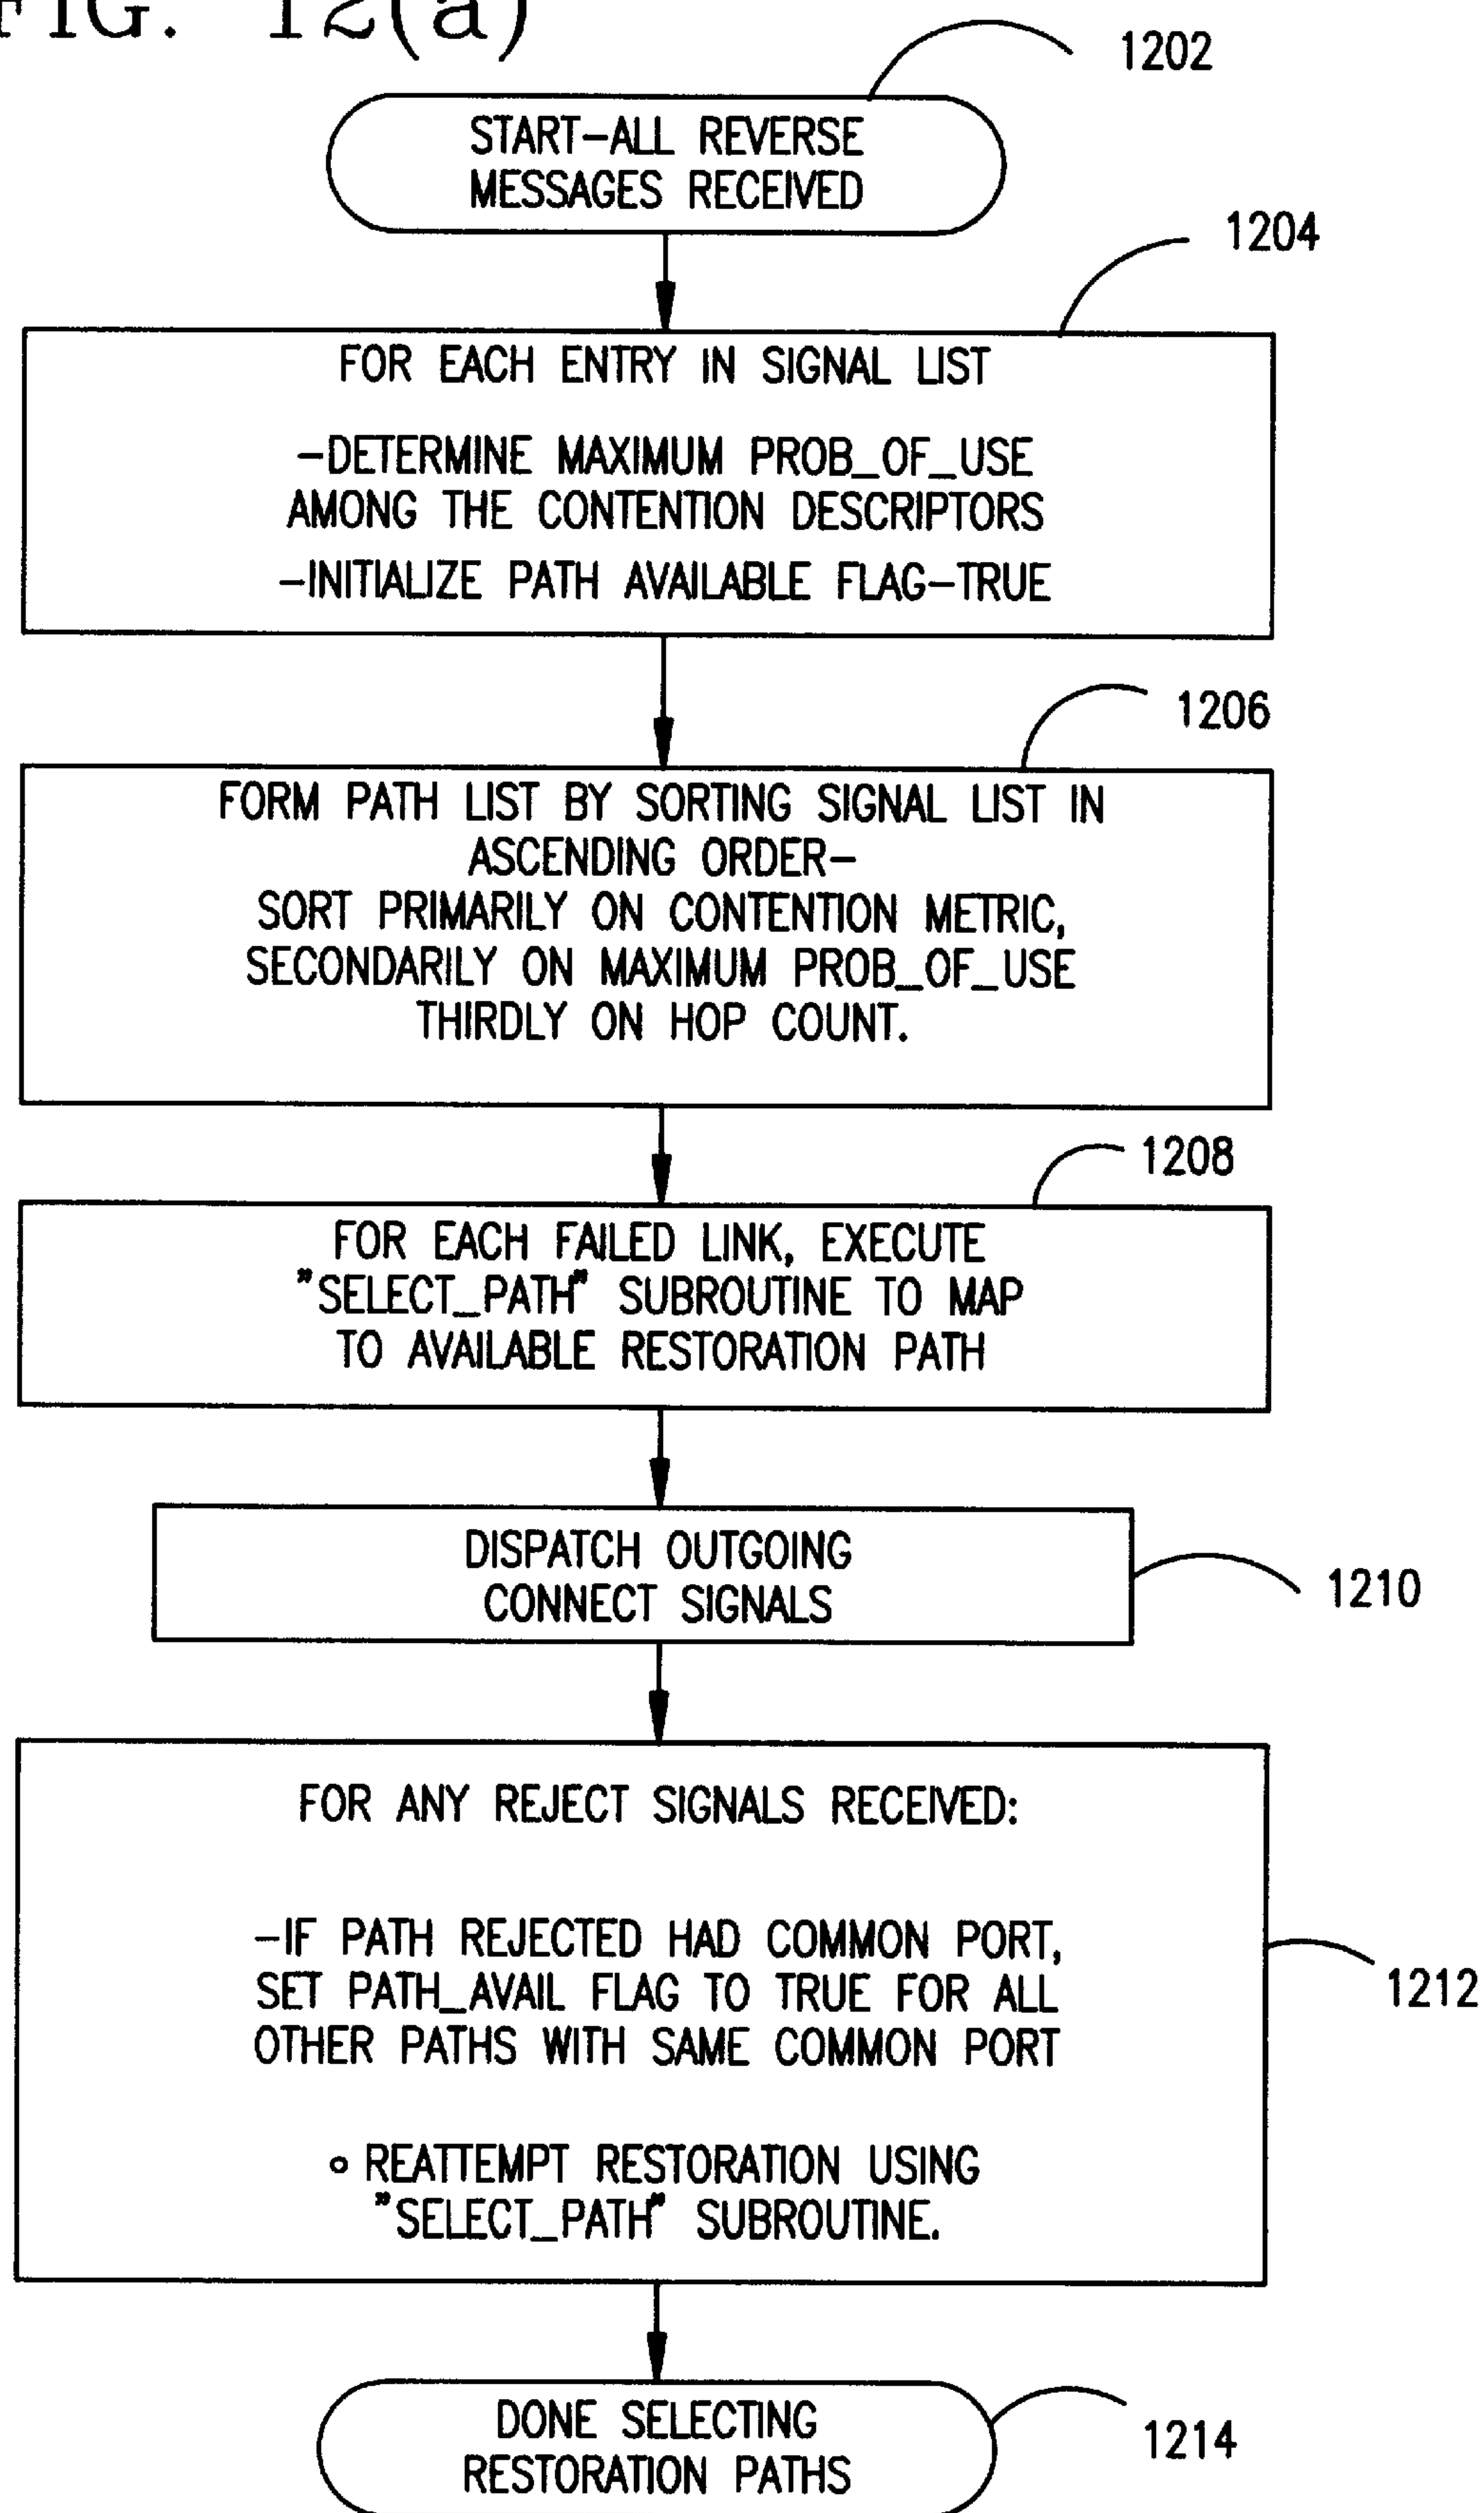 FIG. 12(a)
1202
START-ALL REVERSE
MESSAGES RECEIVED
1204
FOR EACH ENTRY IN SIGNAL LIST
-DETERMINE MAXIMUM PROB_OF_USE
AMONG THE CONTENTION DESCRIPTORS
-INITIALIZE PATH AVAILABLE FLAG-TRUE
1206
FORM PATH LIST BY SORTING SIGNAL LIST IN
ASCENDING ORDER-
SORT PRIMARILY ON CONTENTION METRIC,
SECONDARILY ON MAXIMUM PROB_OF_USE
THIRDLY ON HOP COUNT.
1208
FOR EACH FAILED LINK, EXECUTE
"SELECT_PATH" SUBROUTINE TO MAP
TO AVAILABLE RESTORATION PATH
DISPATCH OUTGOING
CONNECT SIGNALS
1210
FOR ANY REJECT SIGNALS RECEIVED:
-IF PATH REJECTED HAD COMMON PORT,
SET PATH_AVAIL FLAG TO TRUE FOR ALL
OTHER PATHS WITH SAME COMMON PORT
1212
o REATTEMPT RESTORATION USING
"SELECT_PATH" SUBROUTINE.
DONE SELECTING
RESTORATION PATHS
1214